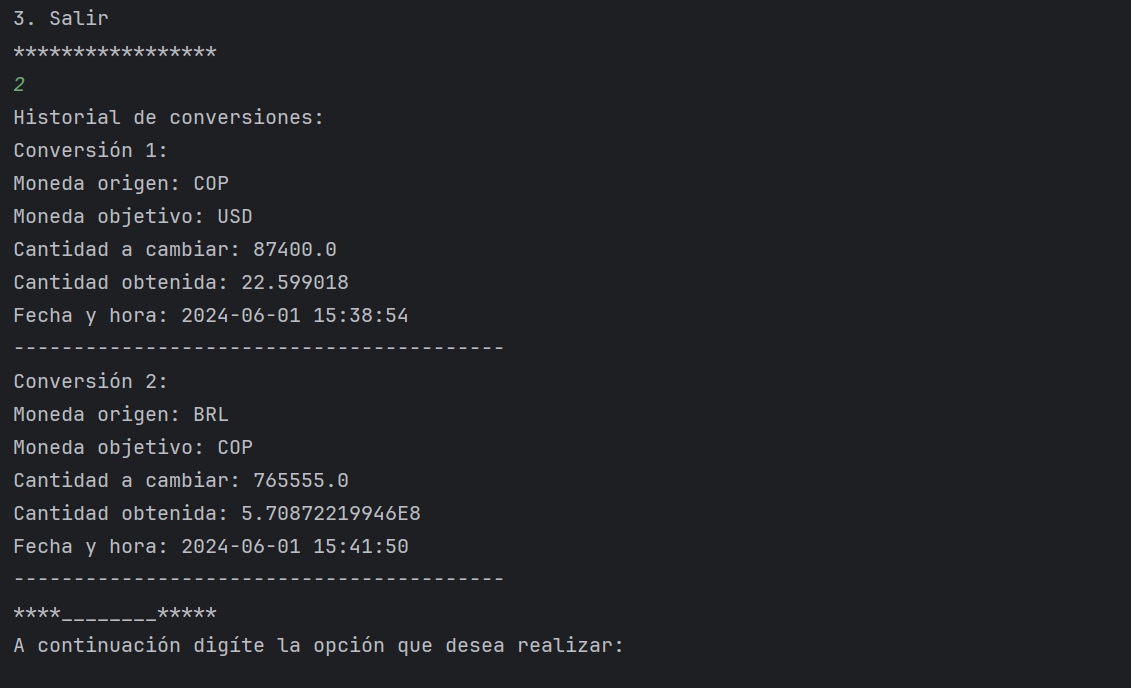 3. Salir
*****************
2
Historial de conversiones:
Conversión 1:
Moneda origen: COP
Moneda objetivo: USD
Cantidad a cambiar: 87400.0
Cantidad obtenida: 22.599018
Fecha y hora: 2024-06-01 15:38:54
-----------------------------------------
Conversión 2:
Moneda origen: BRL
Moneda objetivo: COP
Cantidad a cambiar: 765555.0
Cantidad obtenida: 5.70872219946E8
Fecha y hora: 2024-06-01 15:41:50
-----------------------------------------
****________*****
A continuación digíte la opción que desea realizar: